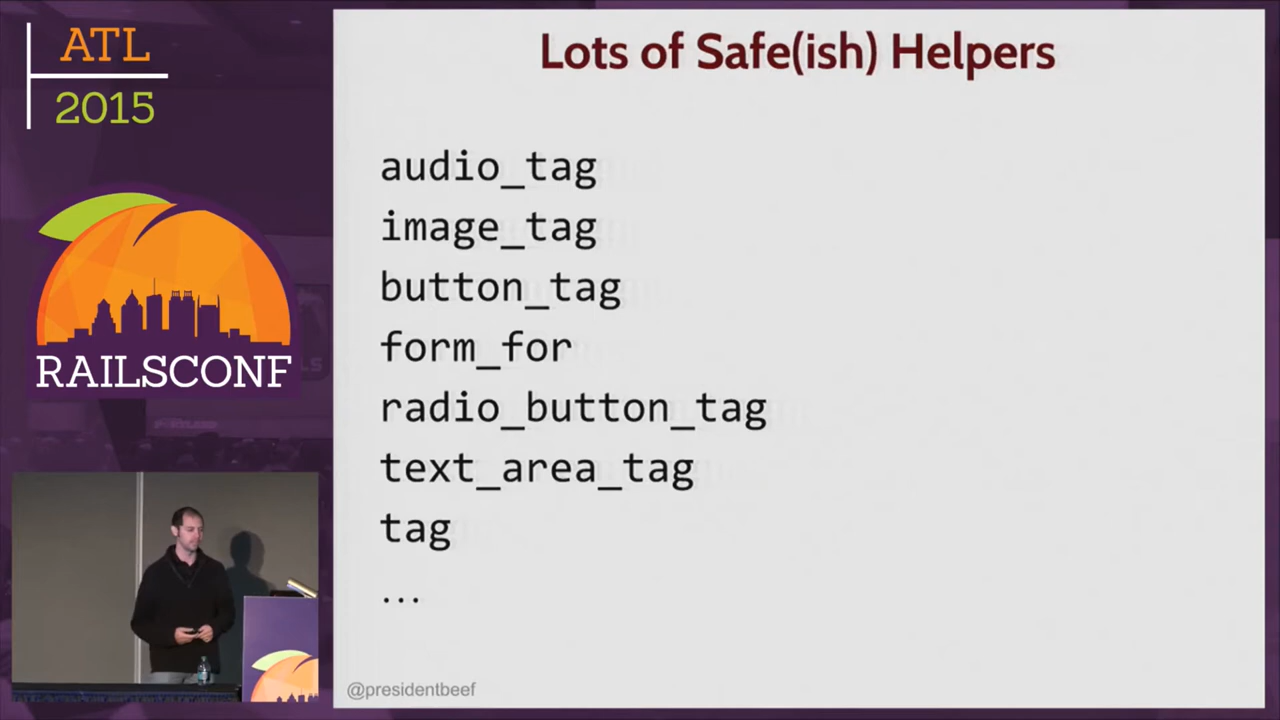 ATL
2015
RAILSCONF
Lots of Safe(ish) Helpers
audio_tag
image_tag
button_tag
form_for
radio_button_tag
text_area_tag
tag
...
@presidentbeef